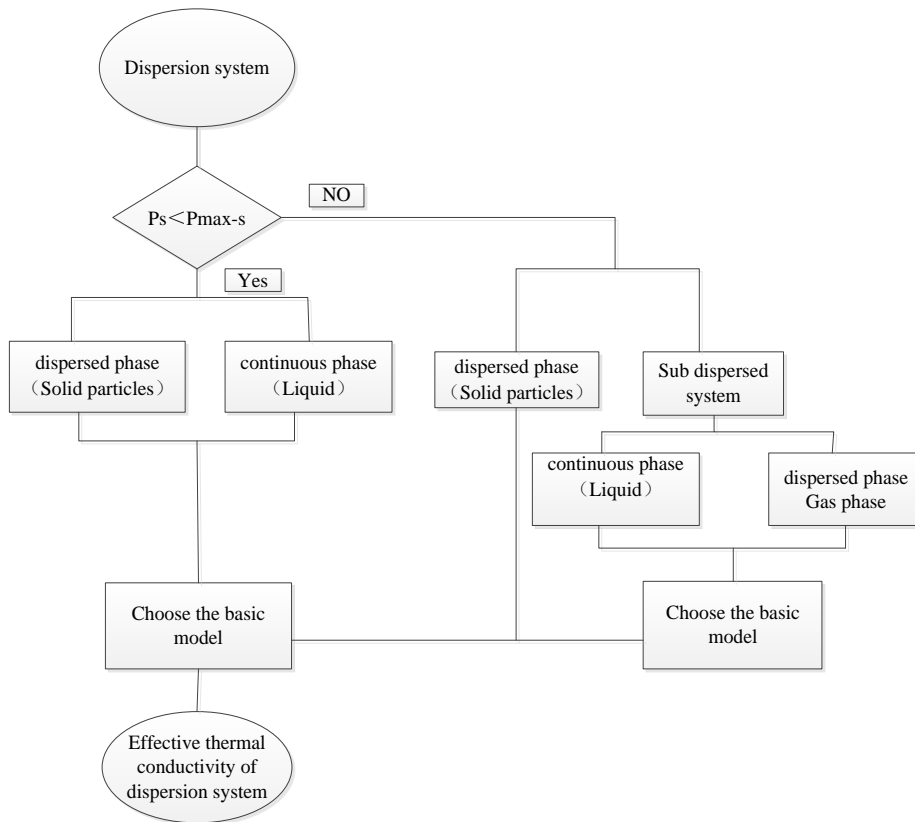 Dispersion system
NO
Ps＜Pmax-s
Yes
dispersed phase
（Solid particles）
continuous phase
（Liquid）
dispersed phase
（Solid particles）
Sub dispersed
system
continuous phase
（Liquid）
dispersed phase
Gas phase
Choose the basic
model
Choose the basic
model
Effective thermal
conductivity of
dispersion system